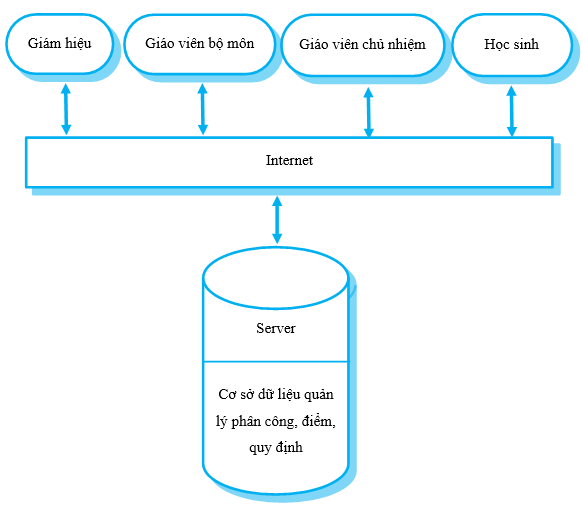 Giám hiệu
Giáo viên bộ môn
Giáo viên chủ nhiệm
Học sinh
Internet
Server
Cơ sở dữ liệu quản
lý phân công, điểm,
quy định